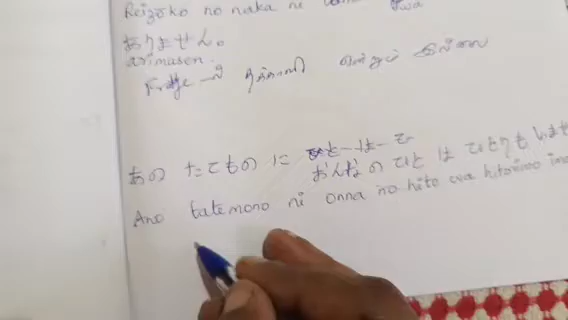 Reizoko no naka ni
ありません。
arimasen.
Fridge-ல் தக்காளி ஒன்றும் இல்லை
あの たてもの に
おんなの ひと は ひとりも いませ
Ano tatemono ni onna no hito wa hitorimo ima